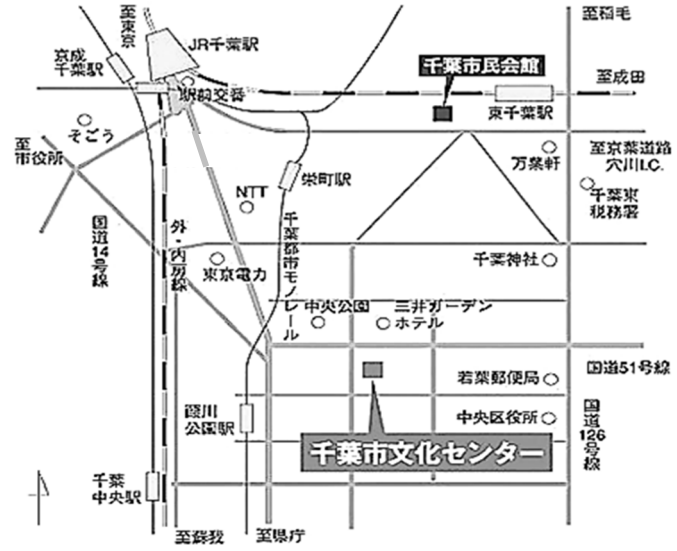 至稲毛
至東京
JR千葉駅
京成
千葉駅
千葉市民会館
至成田
駅前交番
東千葉駅
そごう
至
市役所
万葉軒
至京葉道路
穴川I.C.
栄町駅
千葉東
税務署
NTT
国道14号線
外・内房線
千葉都市モノレール
東京電力
千葉神社
中央公園
三井ガーデン
ホテル
国道51号線
若葉郵便局
葭川
公園駅
中央区役所
国道126号線
千葉市文化センター
千葉
中央駅
至蘇我
至県庁